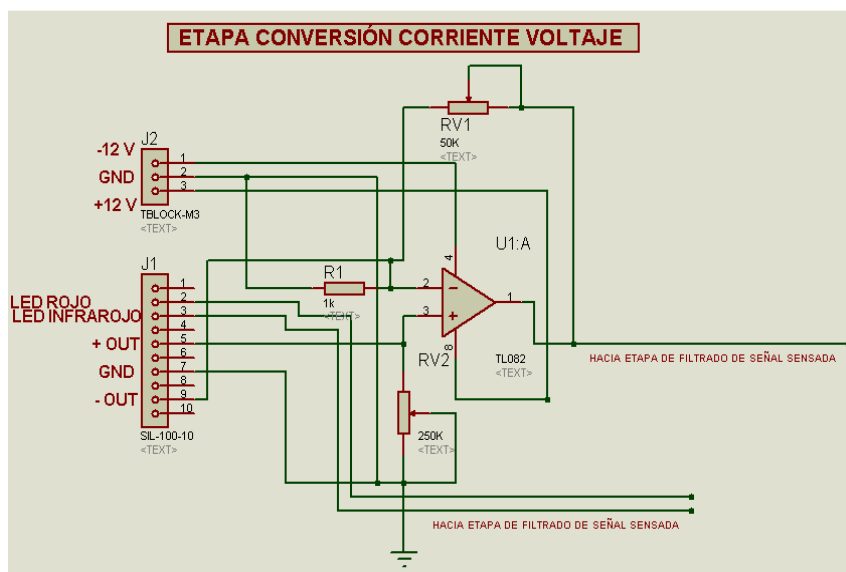 ETAPA CONVERSIÓN CORRIENTE VOLTAJE
RV1
50K
<TEXT>
J2
-12 V
GND
+12 V
1
2
3
TBLOCK-M3
<TEXT>
U1:A
4
2
3
8
1
TL082
<TEXT>
R1
1k
<TEXT>
J1
LED ROJO
LED INFRAROJO
+ OUT
GND
- OUT
1
2
3
4
5
6
7
8
9
10
SIL-100-10
<TEXT>
RV2
250K
<TEXT>
HACIA ETAPA DE FILTRADO DE SEÑAL SENSADA
HACIA ETAPA DE FILTRADO DE SEÑAL SENSADA